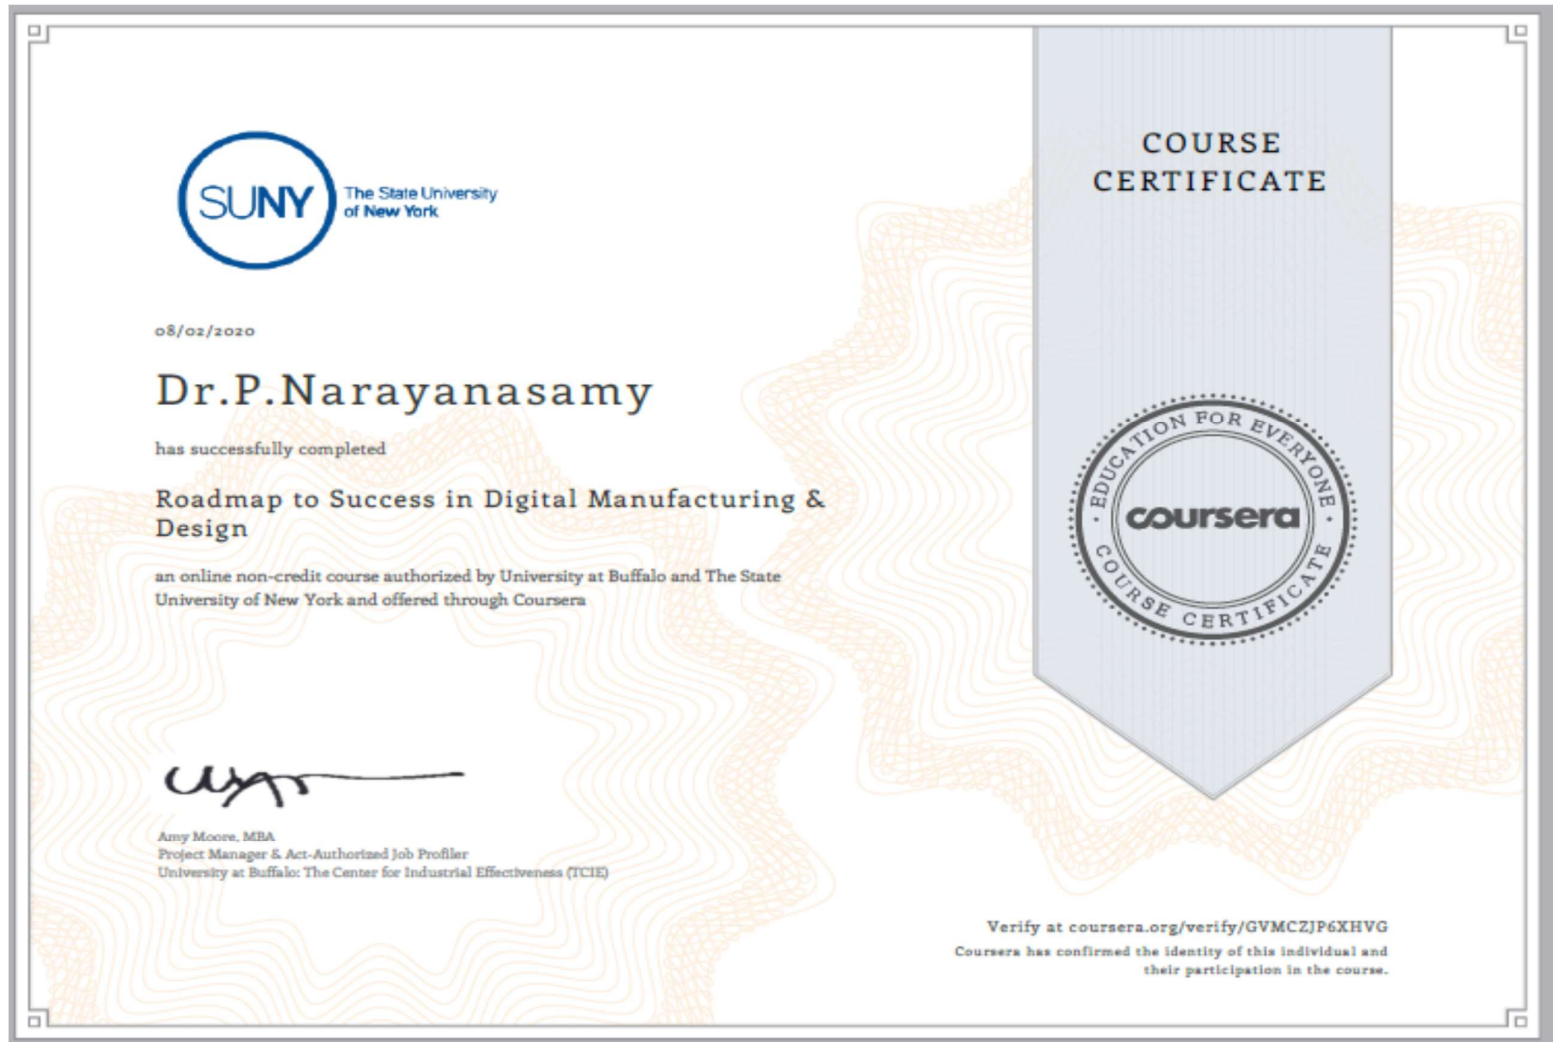 SUNY
The State University
of New York
08/02/2020
Dr.P.Narayanasamy
has successfully completed
Roadmap to Success in Digital Manufacturing &
Design
an online non-credit course authorized by University at Buffalo and The State
University of New York and offered through Coursera
Amy Moore, MBA
Project Manager & Act-Authorized Job Profiler
University at Buffalo: The Center for Industrial Effectiveness (TCIE)
COURSE
CERTIFICATE
EDUCATION FOR EVERYONE
coursera
COURSE CERTIFICATE
Verify at coursera.org/verify/GVMCZJP6XHVG
Coursera has confirmed the identity of this individual and
their participation in the course.